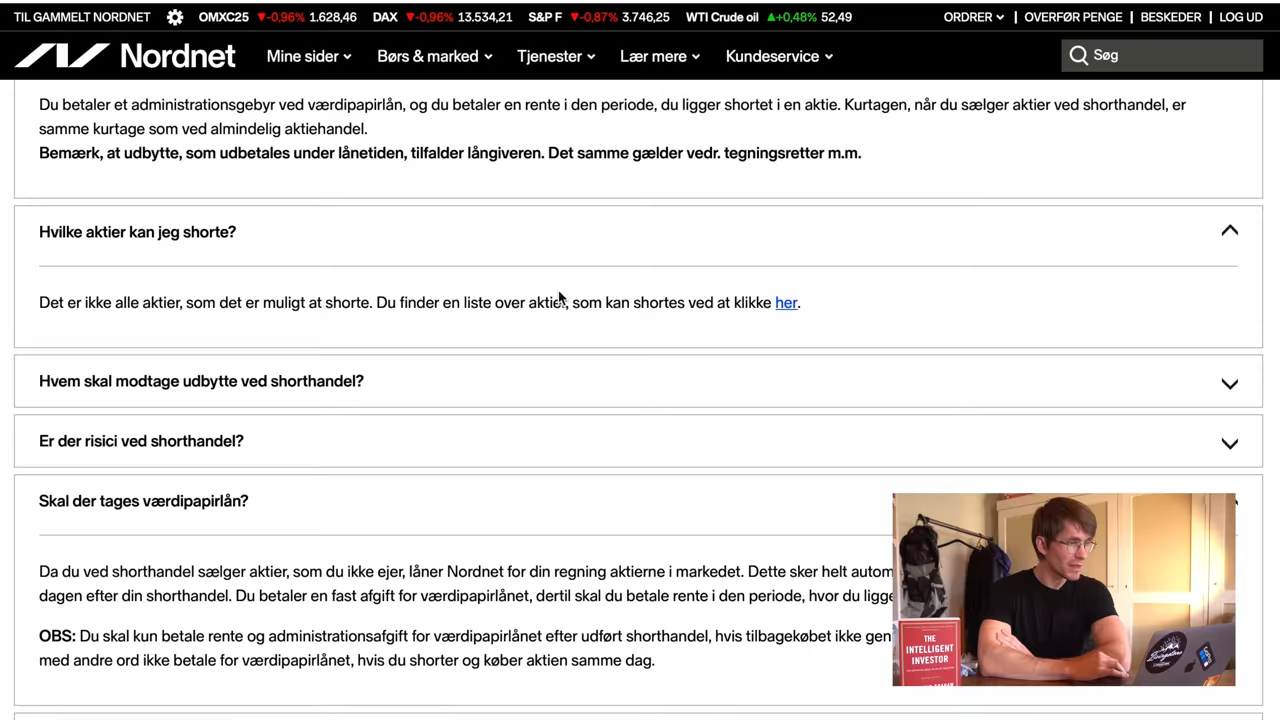 TIL GAMMELT NORDNET OMXC25 ▼-0,96% 1.628,46 DAX ▼-0,96% 13.534,21 S&P F ▼-0,87% 3.746,25 WTI Crude oil ▲+0,48% 52,49 ORDRER | OVERFØR PENGE | BESKEDER | LOG UD
Nordnet Mine sider Børs & marked Tjenester Lær mere Kundeservice Søg
Du betaler et administrationsgebyr ved værdipapirlån, og du betaler en rente i den periode, du ligger shortet i en aktie. Kurtagen, når du sælger aktier ved shorthandel, er
samme kurtage som ved almindelig aktiehandel.
Bemærk, at udbytte, som udbetales under lånetiden, tilfalder långiveren. Det samme gælder vedr. tegningsretter m.m.
Hvilke aktier kan jeg shorte?
Det er ikke alle aktier, som det er muligt at shorte. Du finder en liste over aktier, som kan shortes ved at klikke her.
Hvem skal modtage udbytte ved shorthandel?
Er der risici ved shorthandel?
Skal der tages værdipapirlån?
Da du ved shorthandel sælger aktier, som du ikke ejer, låner Nordnet for din regning aktierne i markedet. Dette sker helt autom
dagen efter din shorthandel. Du betaler en fast afgift for værdipapirlånet, dertil skal du betale rente i den periode, hvor du ligge
OBS: Du skal kun betale rente og administrationsafgift for værdipapirlånet efter udført shorthandel, hvis tilbagekøbet ikke gen
med andre ord ikke betale for værdipapirlånet, hvis du shorter og køber aktien samme dag.
THE
INTELLIGENT
INVESTOR